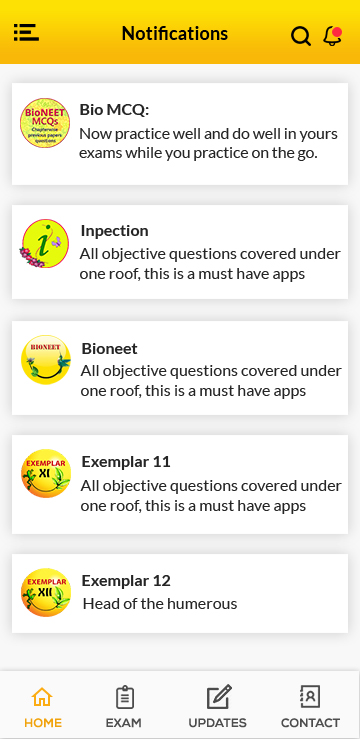 Notifications
BioNEET
MCQs
Chapterwise
previous papers
questions
Bio MCQ:
Now practice well and do well in yours
exams while you practice on the go.
i
Inpection
All objective questions covered under
one roof, this is a must have apps
BIONEET
Bioneet
All objective questions covered under
one roof, this is a must have apps
EXEMPLAR
XI
Exemplar 11
All objective questions covered under
one roof, this is a must have apps
EXEMPLAR
XII
Exemplar 12
Head of the humerous
HOME
EXAM
UPDATES
CONTACT